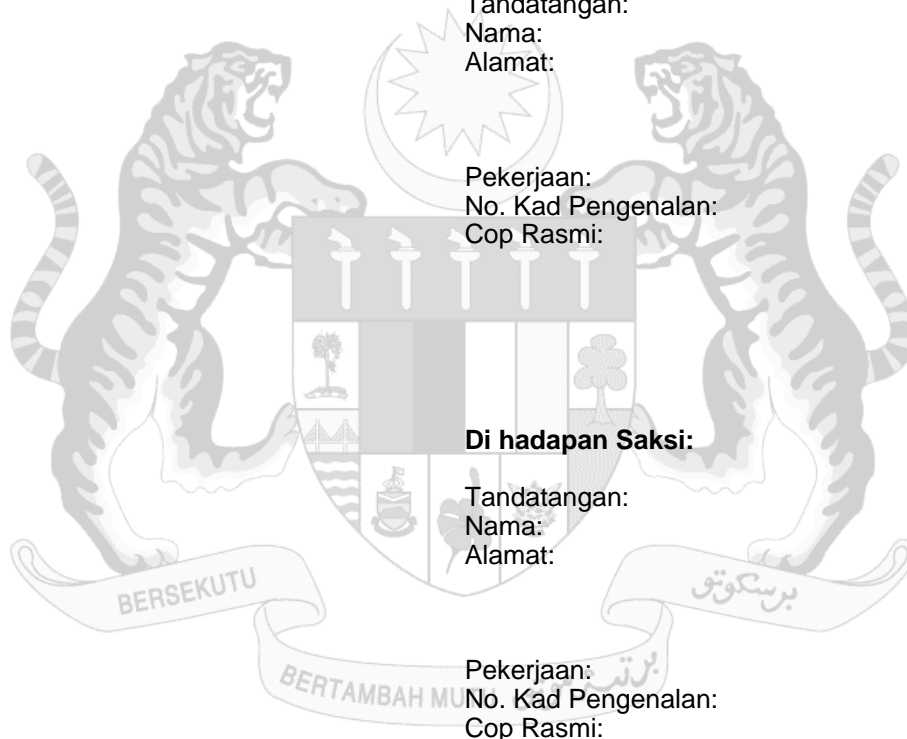 Tandatangan:
Nama:
Alamat:
Pekerjaan:
No. Kad Pengenalan:
Cop Rasmi:
Di hadapan Saksi:
Tandatangan:
Nama:
Alamat:
BERSEKUTU
برسکوتو
Pekerjaan:
BERTAMBAH MUTU
No. Kad Pengenalan:
Cop Rasmi: